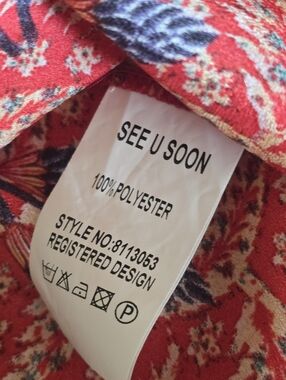 SEE U SOON
100% POLYESTER
STYLE NO:8113053
REGISTERED DESIGN
P